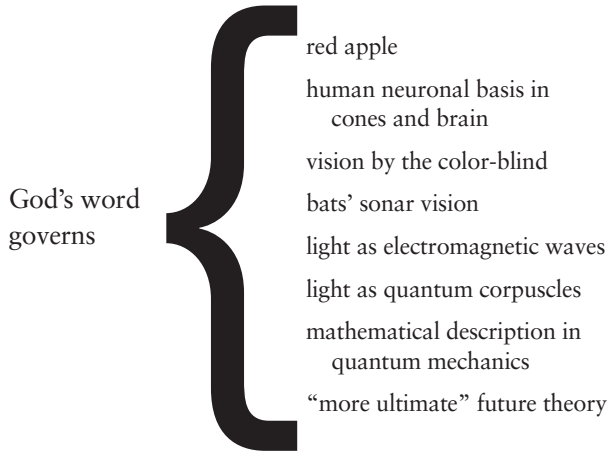 God’s word
governs
red apple
human neuronal basis in
cones and brain
vision by the color-blind
bats’ sonar vision
light as electromagnetic waves
light as quantum corpuscles
mathematical description in
quantum mechanics
“more ultimate” future theory